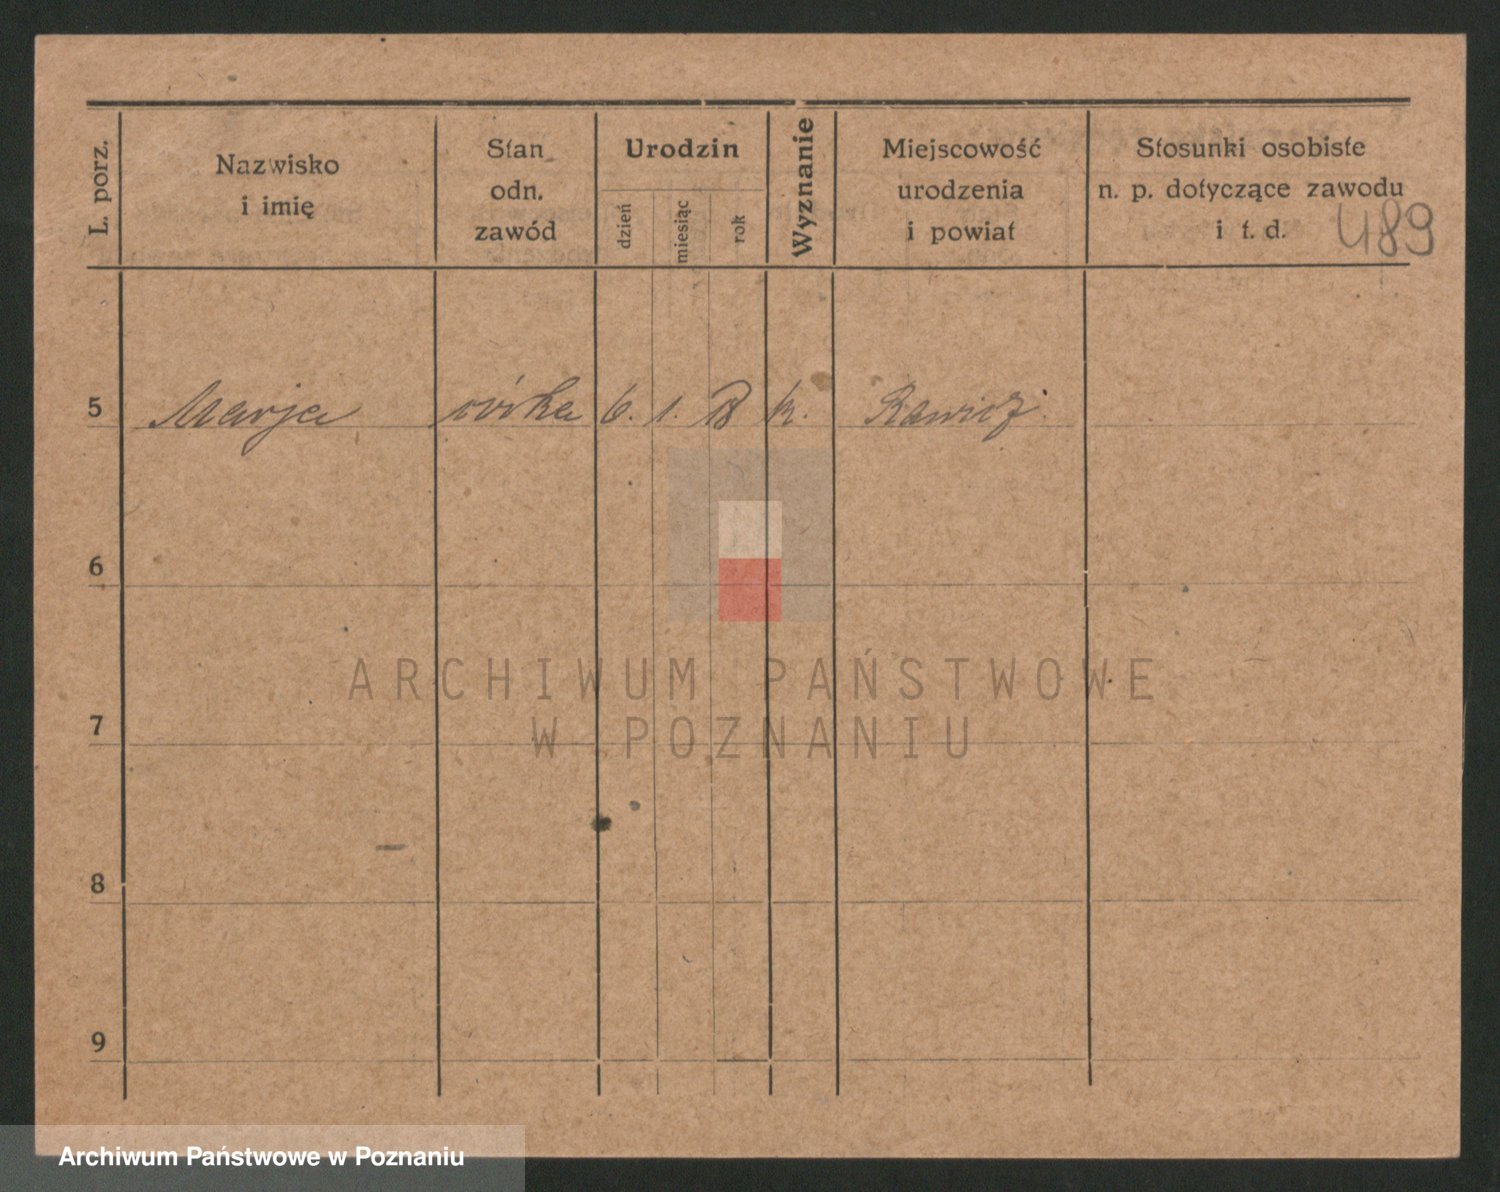 L. porz.
Nazwisko
i imię
Stan
odn.
zawód
Urodzin
dzień
miesiąc
rok
Wyznanie
Miejscowość
urodzenia
i powiat
Stosunki osobiste
n. p. dotyczące zawodu
i t. d.
489
5 Marja córka 6. 1. k. Rawicz
6
7
8
9
ARCHIWUM PAŃSTWOWE
W POZNANIU
Archiwum Państwowe w Poznaniu